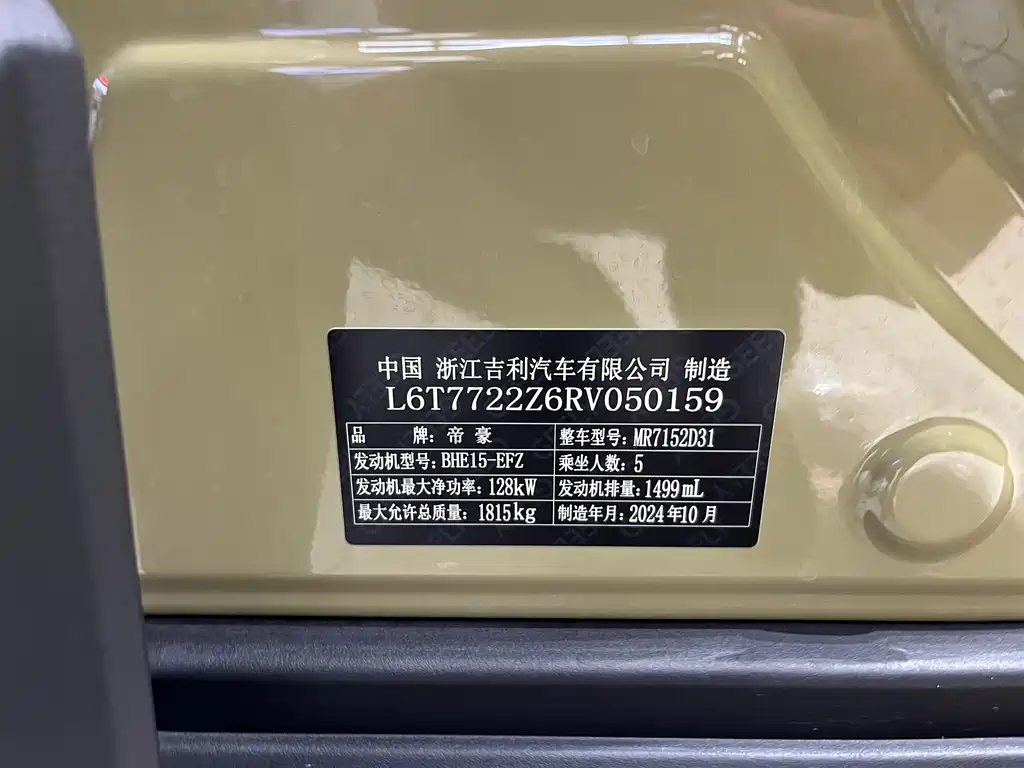 中国 浙江吉利汽车有限公司 制造
L6T7722Z6RV050159
品 牌: 帝 豪 整车型号: MR7152D31
发动机型号: BHE15-EFZ 乘坐人数: 5
发动机最大净功率: 128kW 发动机排量: 1499mL
最大允许总质量: 1815kg 制造年月: 2024年10月